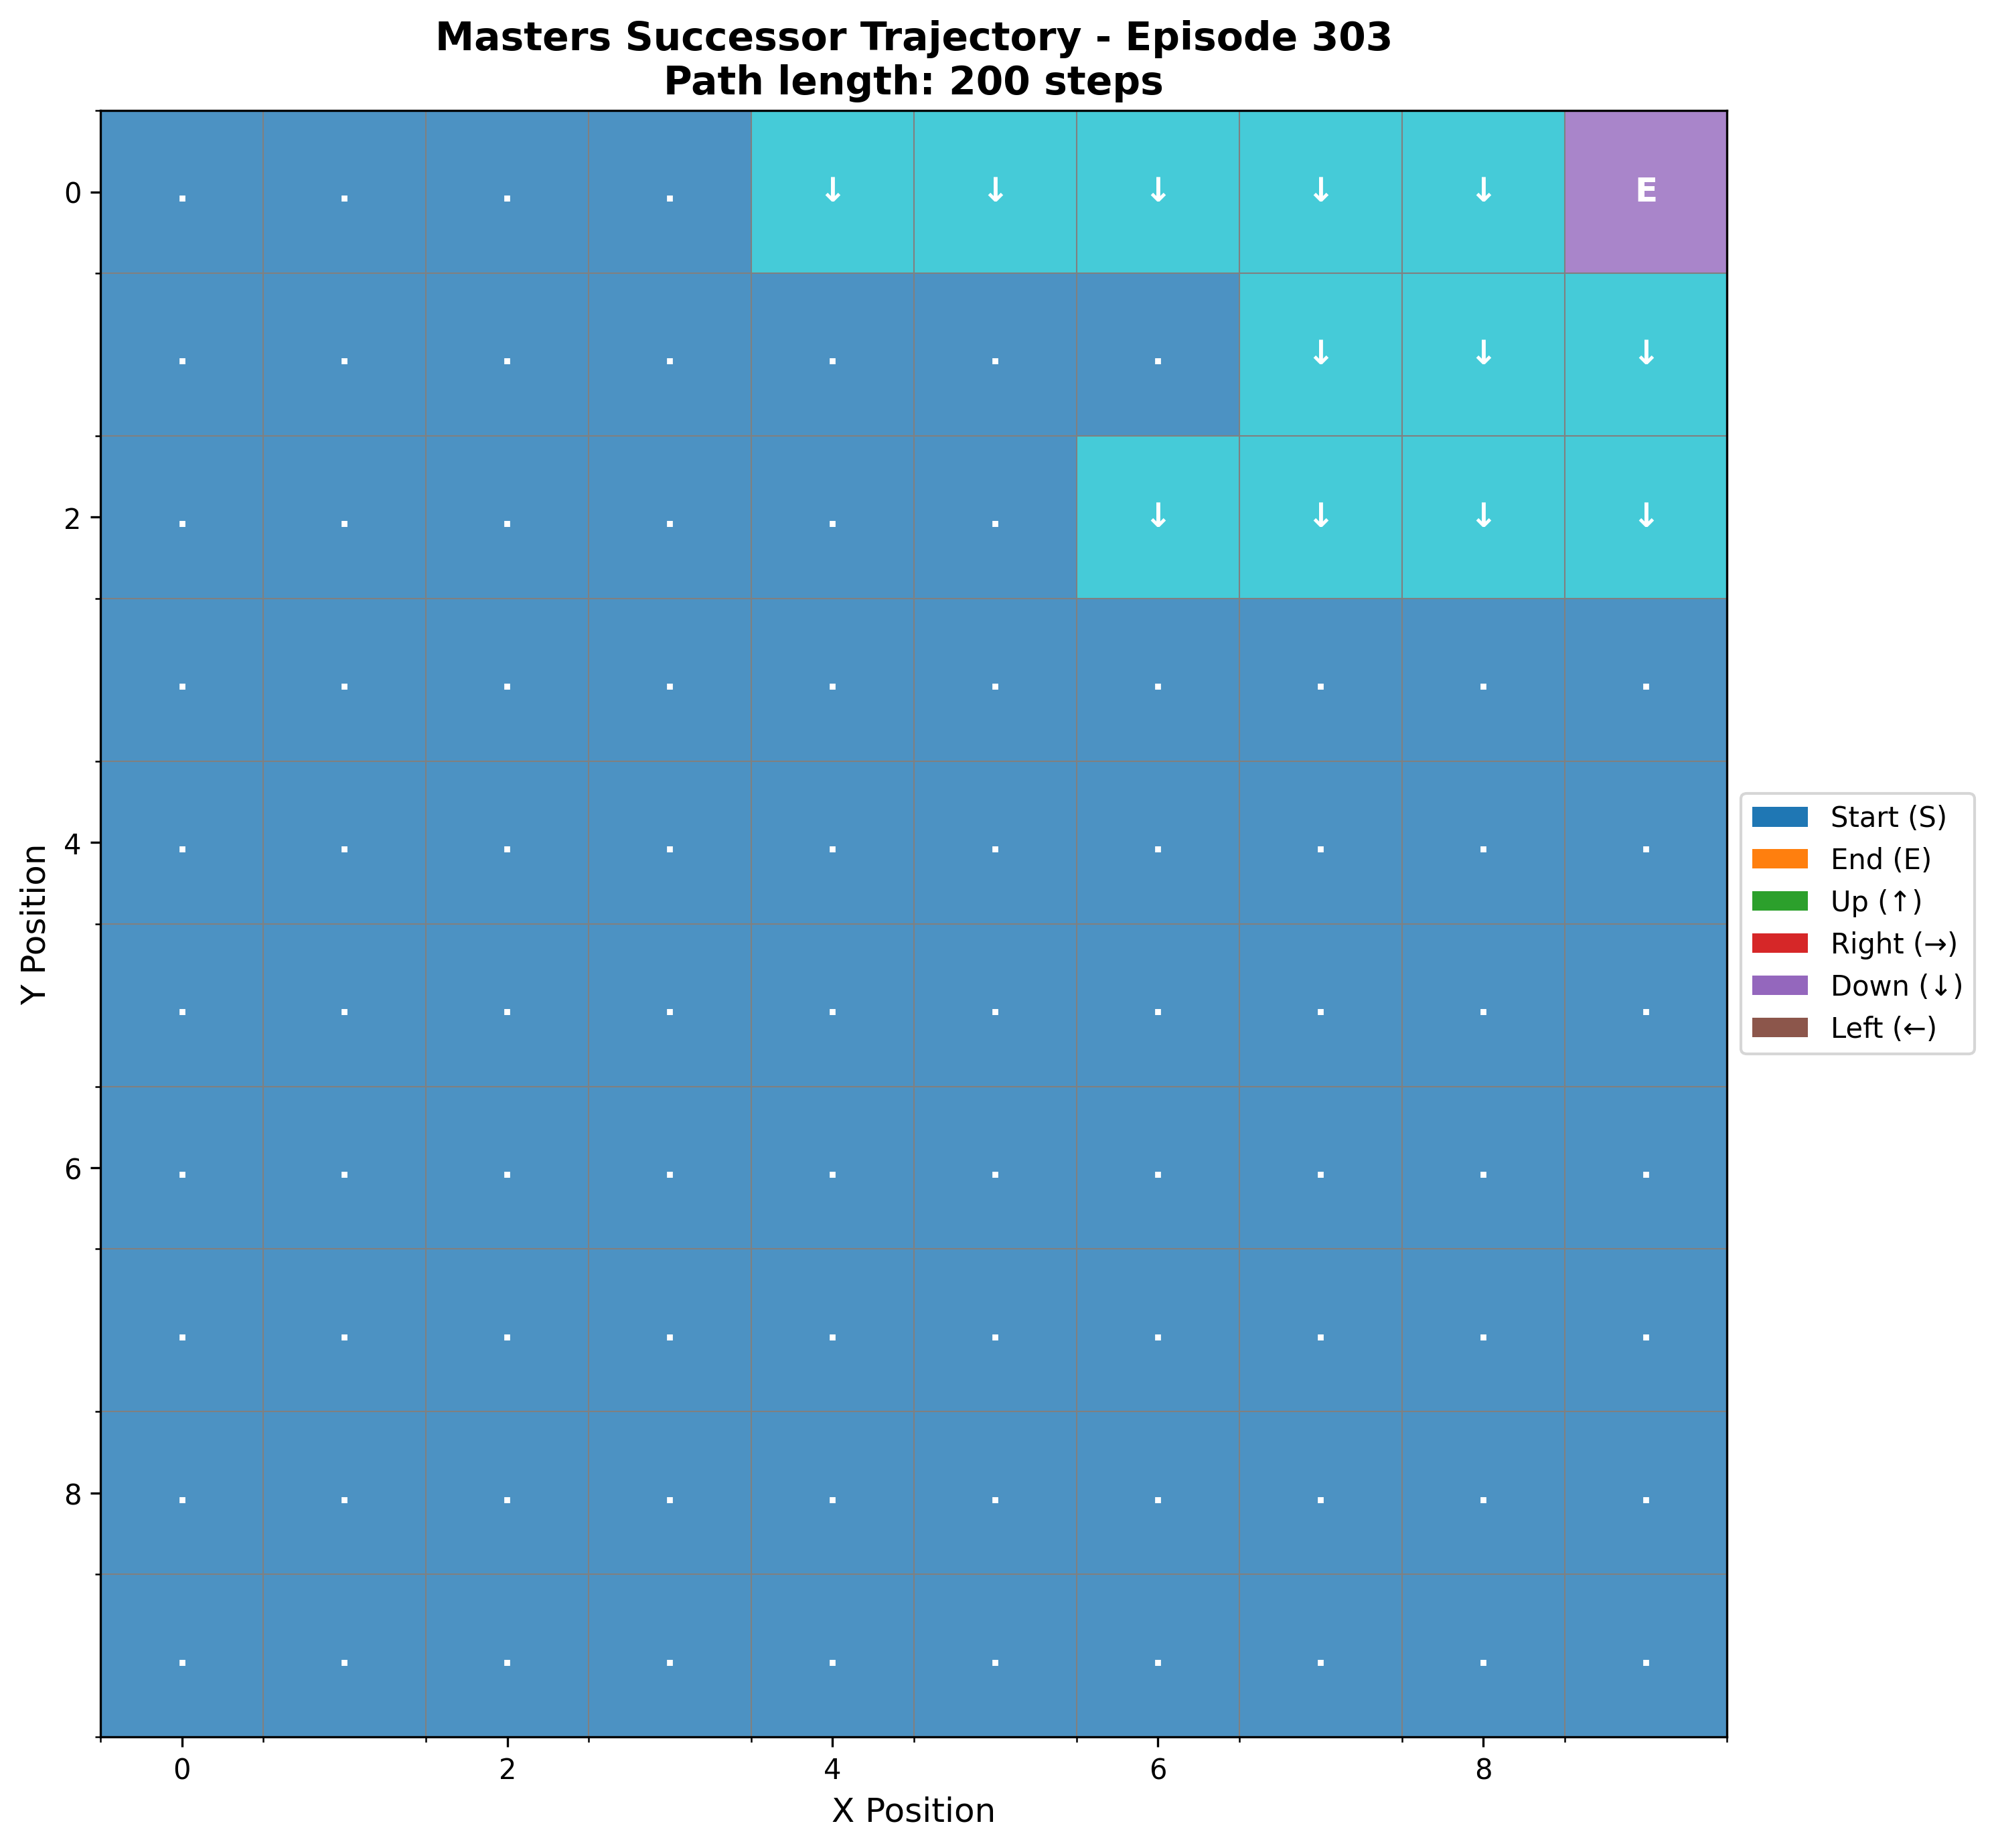 Masters Successor Trajectory - Episode 303
Path length: 200 steps
0 . . . . ↓ ↓ ↓ ↓ ↓ E
. . . . . . . ↓ ↓ ↓
2 . . . . . . ↓ ↓ ↓ ↓
. . . . . . . . . .
4 . . . . . . . . . .
. . . . . . . . . .
6 . . . . . . . . . .
. . . . . . . . . .
8 . . . . . . . . . .
. . . . . . . . . .
0 2 4 6 8
X Position
Y Position
Start (S)
End (E)
Up (↑)
Right (→)
Down (↓)
Left (←)